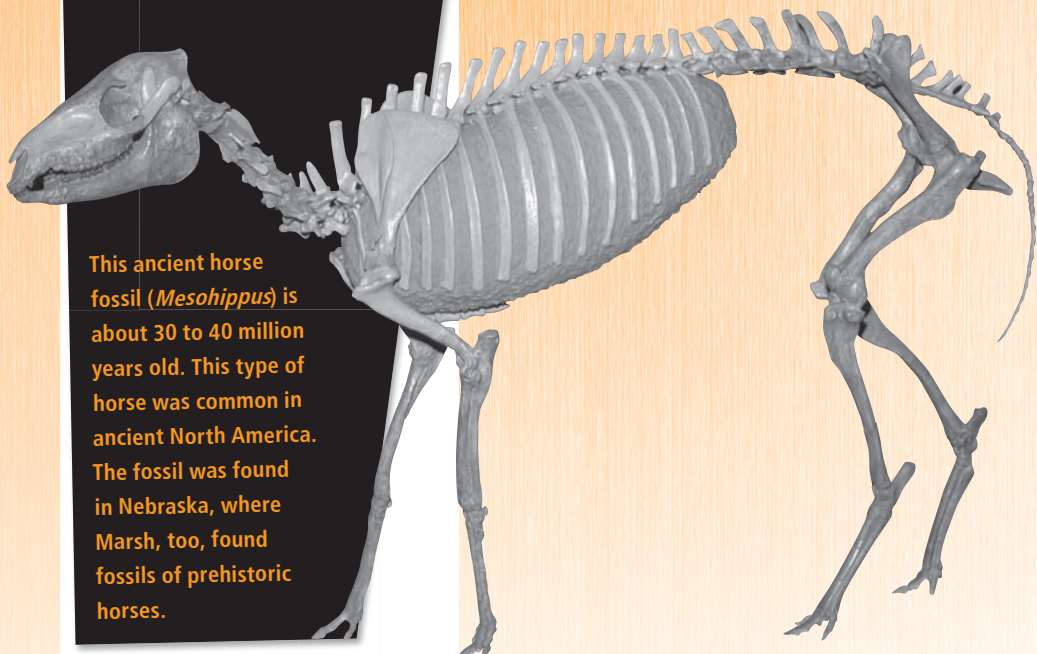 This ancient horse
fossil (Mesohippus) is
about 30 to 40 million
years old. This type of
horse was common in
ancient North America.
The fossil was found
in Nebraska, where
Marsh, too, found
fossils of prehistoric
horses.